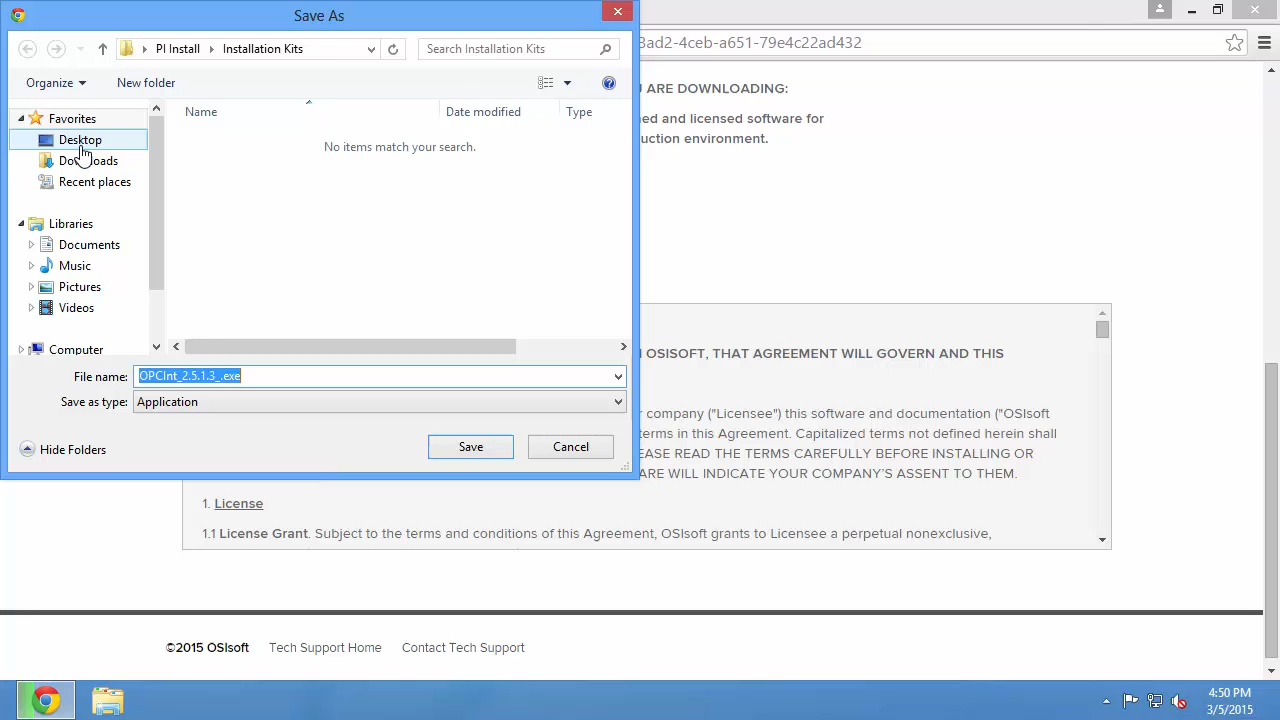 Save As
PI Install
Installation Kits
Search Installation Kits
3ad2-4ceb-a651-79e4c22ad432
Organize
New folder
Favorites
Desktop
Downloads
Recent places
Libraries
Documents
Music
Pictures
Videos
Computer
Name
Date modified
Type
No items match your search.
File name:
OPCInt_2.5.1.3_.exe
Save as type:
Application
Hide Folders
Save
Cancel
ARE DOWNLOADING:
ed and licensed software for
uction environment.
OSISOFT, THAT AGREEMENT WILL GOVERN AND THIS
company ("Licensee") this software and documentation ("OSIsoft
terms in this Agreement. Capitalized terms not defined herein shall
EASE READ THE TERMS CAREFULLY BEFORE INSTALLING OR
ARE WILL INDICATE YOUR COMPANY'S ASSENT TO THEM.
1. License
1.1 License Grant. Subject to the terms and conditions of this Agreement, OSIsoft grants to Licensee a perpetual nonexclusive,
©2015 OSIsoft
Tech Support Home
Contact Tech Support
4:50 PM
3/5/2015